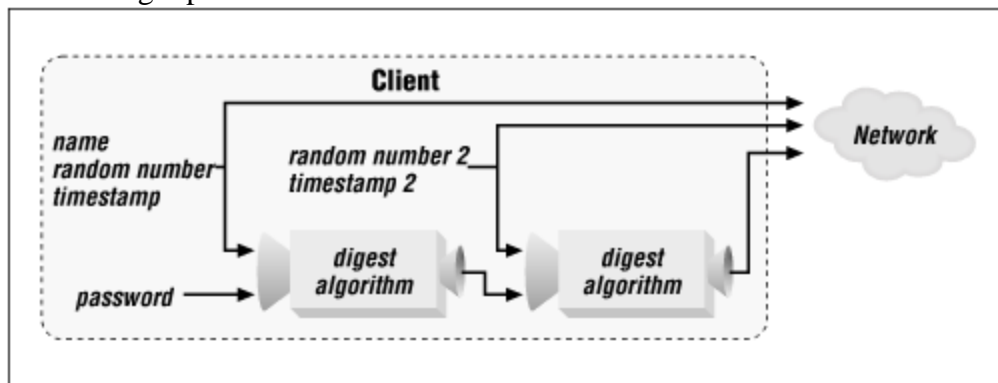 Client
name
random number
timestamp
random number 2
timestamp 2
Network
digest
algorithm
digest
algorithm
password